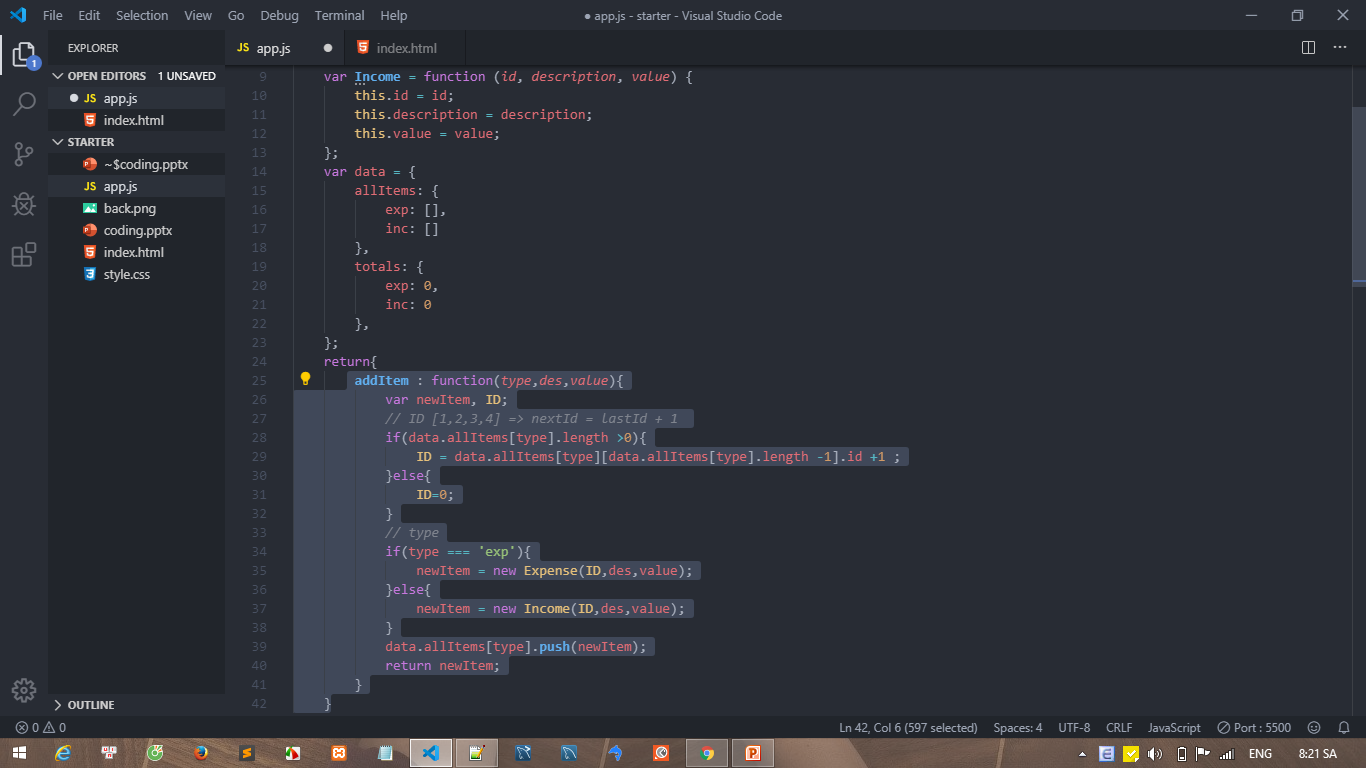 File Edit Selection View Go Debug Terminal Help
● app.js - starter - Visual Studio Code
EXPLORER
OPEN EDITORS 1 UNSAVED
JS app.js
index.html
STARTER
~$coding.pptx
JS app.js
back.png
coding.pptx
index.html
style.css
OUTLINE
1
JS app.js
index.html
9 var Income = function (id, description, value) {
10 this.id = id;
11 this.description = description;
12 this.value = value;
13 };
14 var data = {
15 allItems: {
16 exp: [],
17 inc: []
18 },
19 totals: {
20 exp: 0,
21 inc: 0
22 },
23 };
24 return{
25 addItem : function(type,des,value){
26 var newItem, ID;
27 // ID [1,2,3,4] => nextId = lastId + 1
28 if(data.allItems[type].length >0){
29 ID = data.allItems[type][data.allItems[type].length -1].id +1 ;
30 }else{
31 ID=0;
32 }
33 // type
34 if(type === 'exp'){
35 newItem = new Expense(ID,des,value);
36 }else{
37 newItem = new Income(ID,des,value);
38 }
39 data.allItems[type].push(newItem);
40 return newItem;
41 }
42 }
0 0
Ln 42, Col 6 (597 selected) Spaces: 4 UTF-8 CRLF JavaScript Port : 5500
ENG 8:21 SA